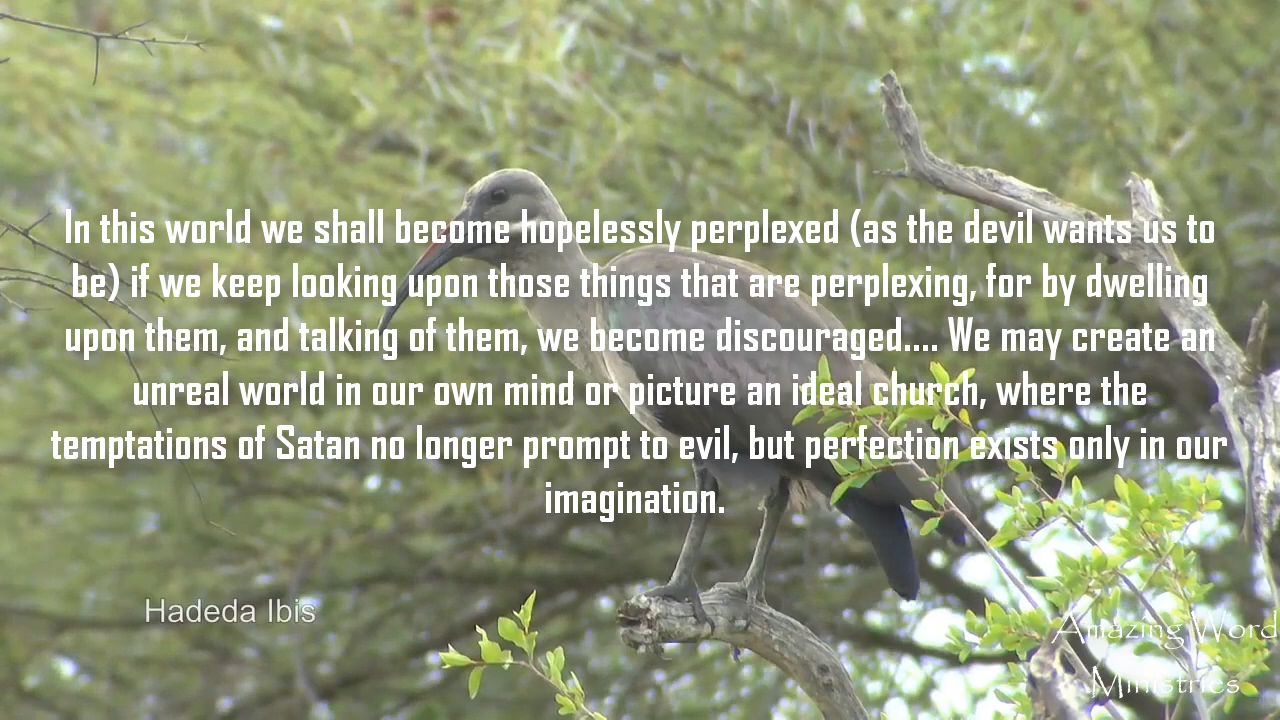 In this world we shall become hopelessly perplexed (as the devil wants us to
be) if we keep looking upon those things that are perplexing, for by dwelling
upon them, and talking of them, we become discouraged.... We may create an
unreal world in our own mind or picture an ideal church, where the
temptations of Satan no longer prompt to evil, but perfection exists only in our
imagination.
Hadeda Ibis
Amazing Word
Ministries